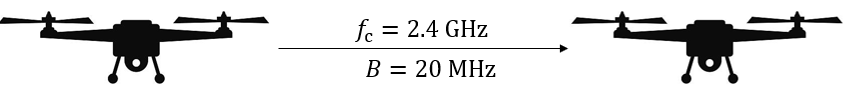 f_c = 2.4 GHz
B = 20 MHz